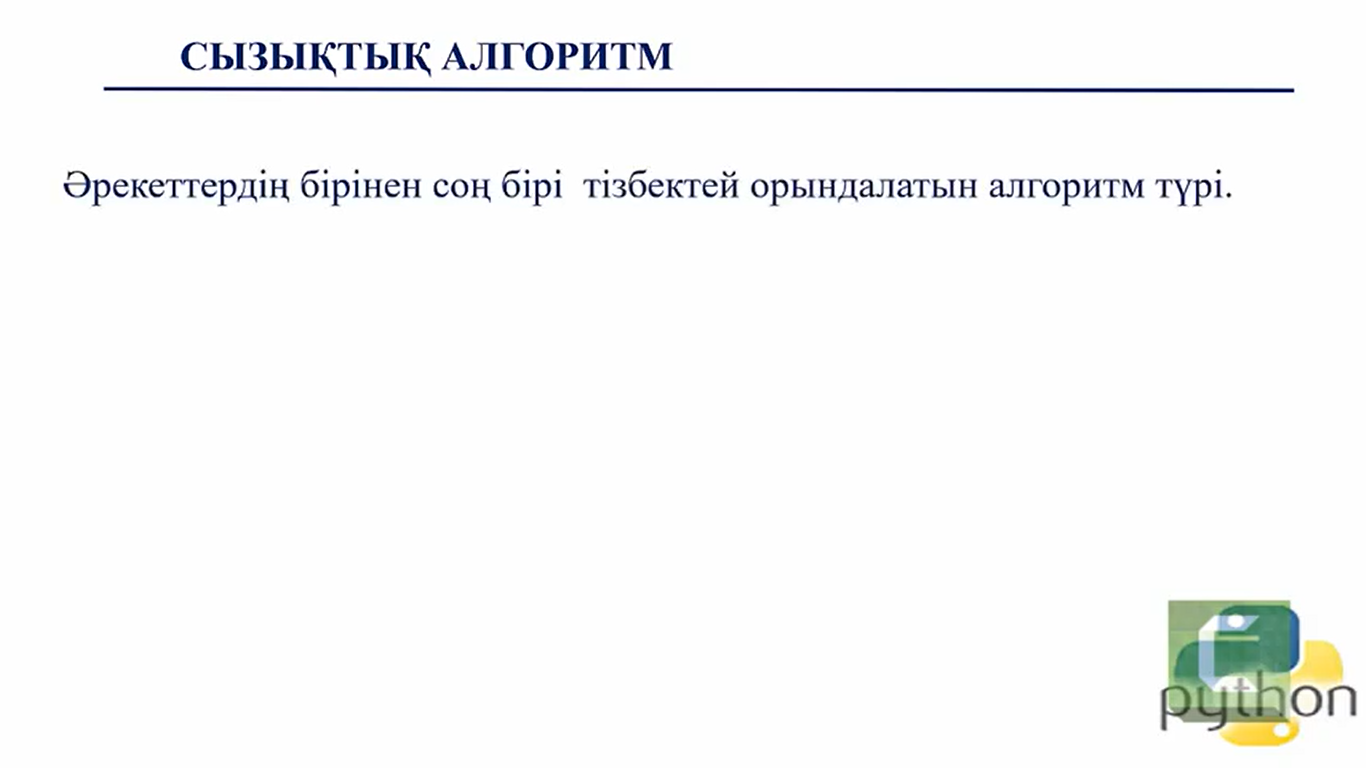 СЫЗЫҚТЫҚ АЛГОРИТМ
Әрекеттердің бірінен соң бірі тізбектей орындалатын алгоритм түрі.
python